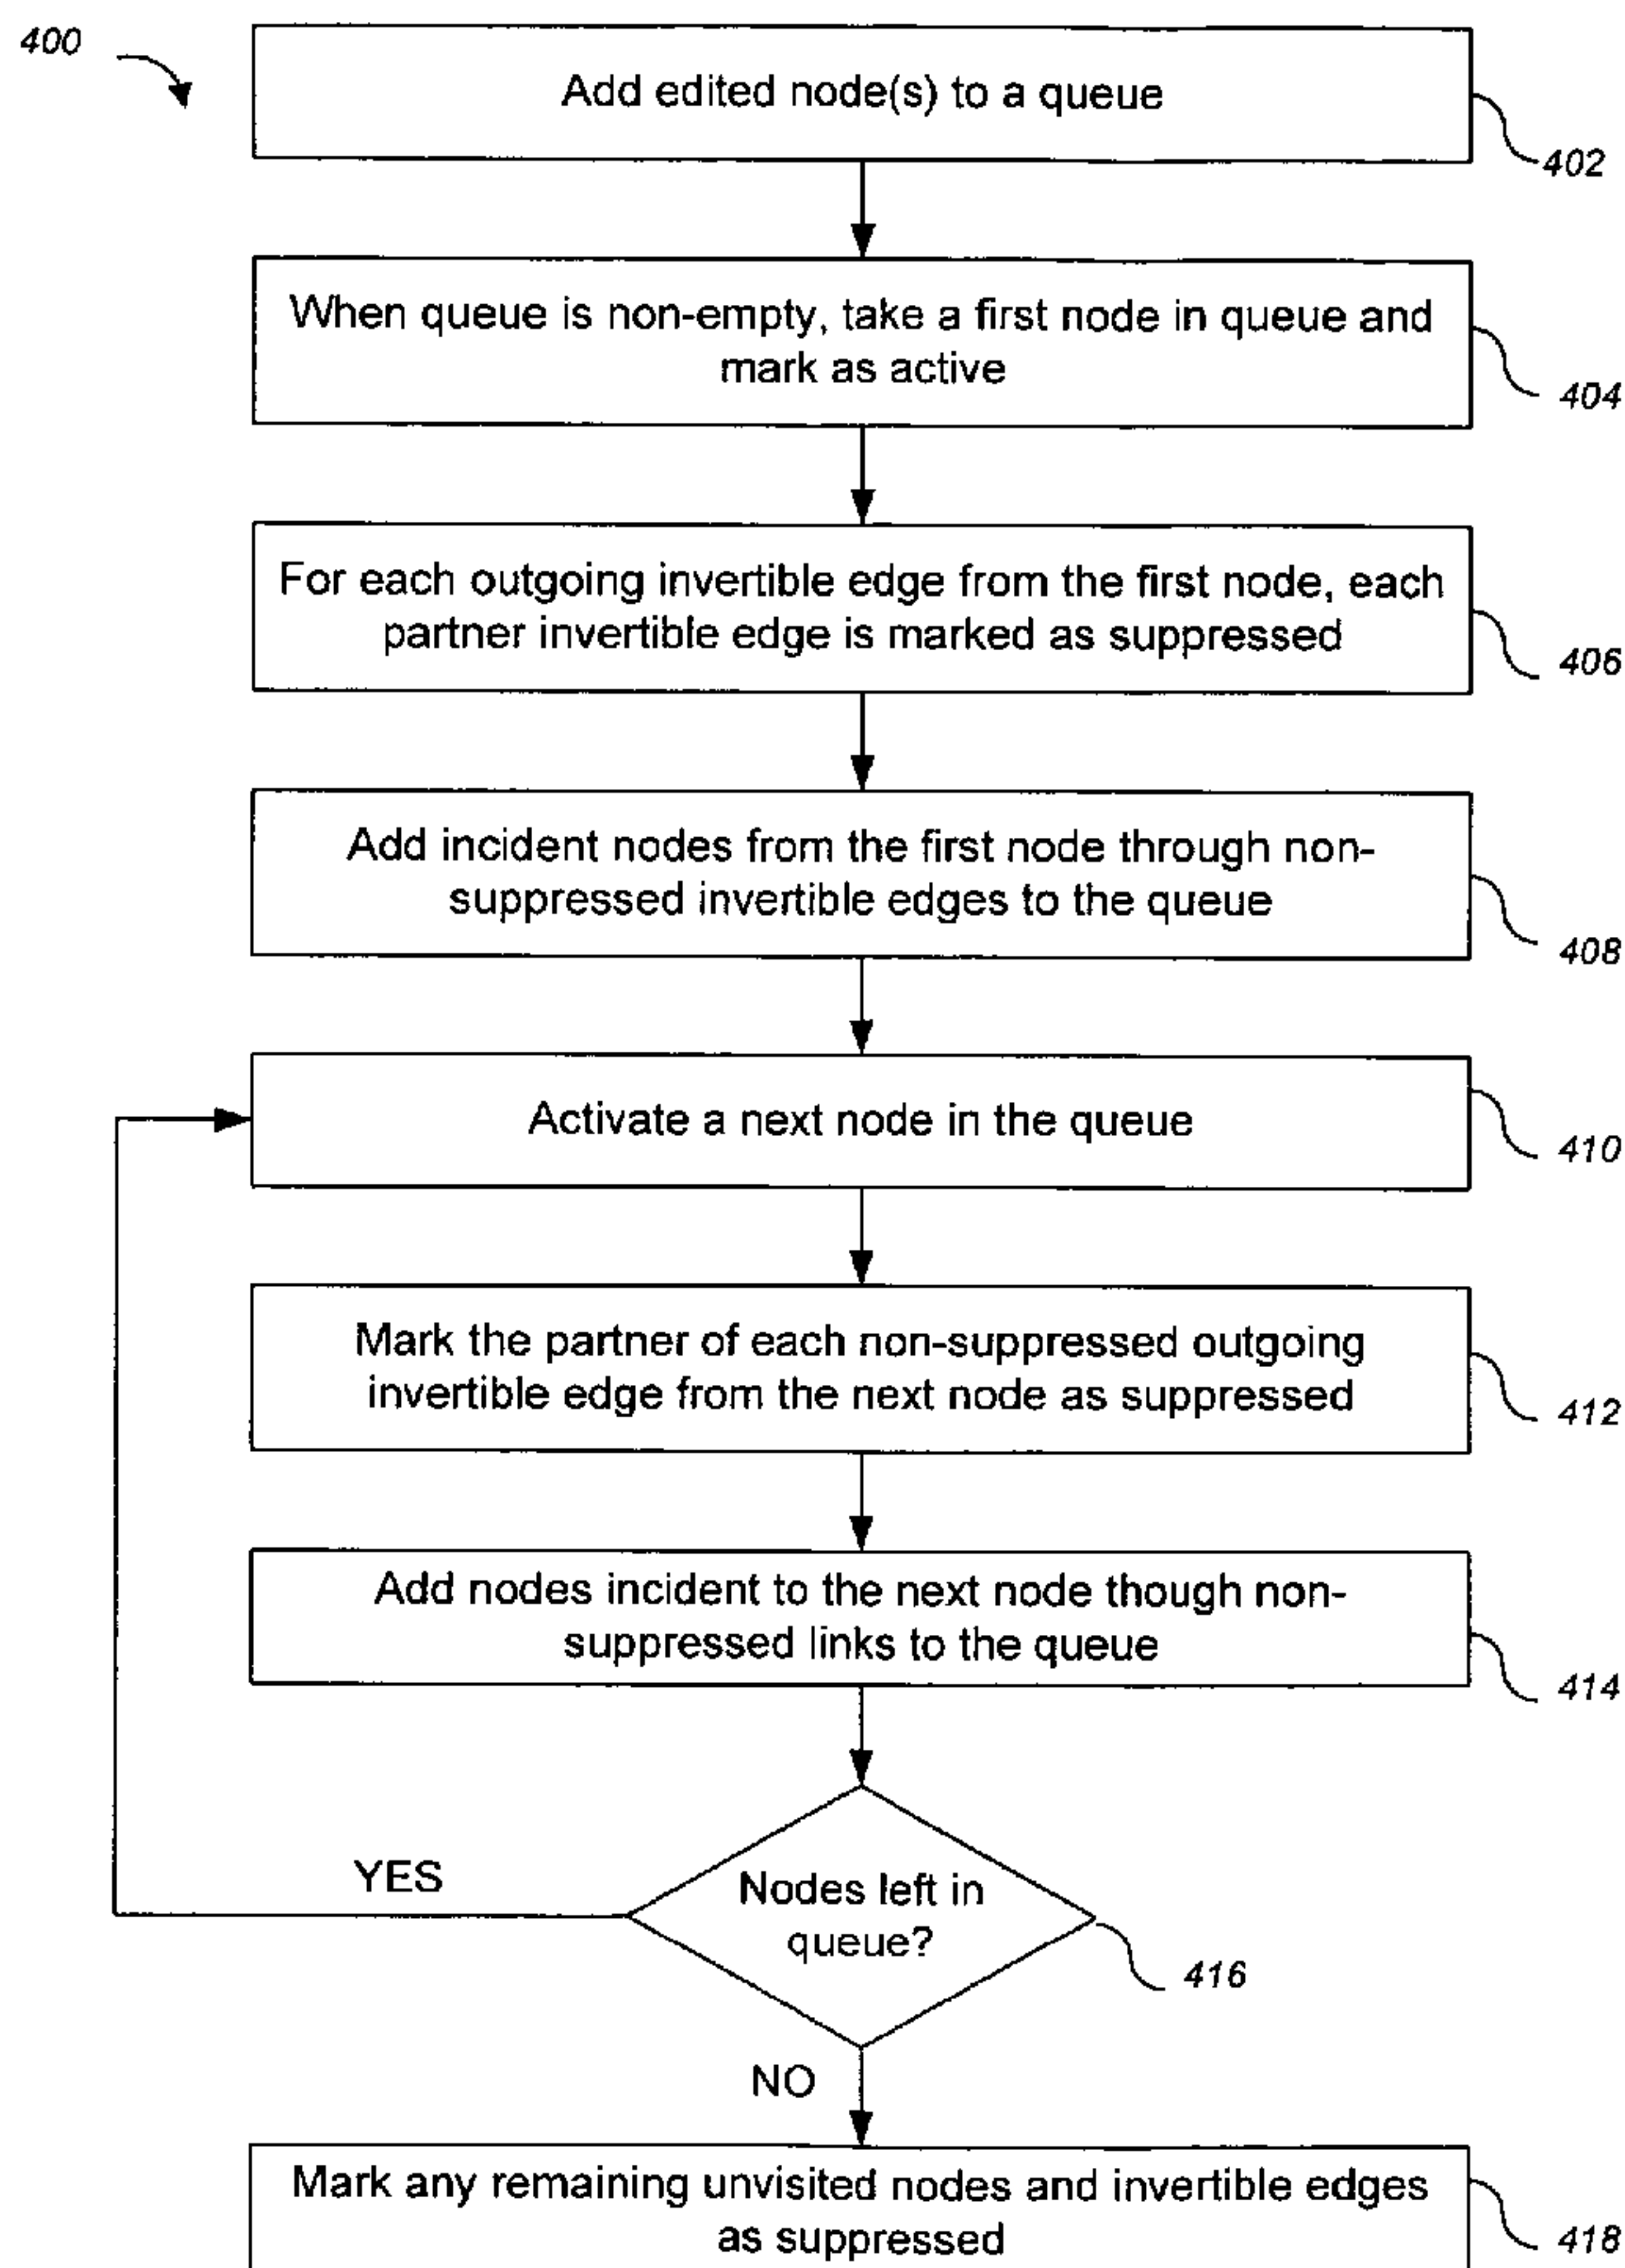 400
Add edited node(s) to a queue
402
When queue is non-empty, take a first node in queue and
mark as active
404
For each outgoing invertible edge from the first node, each
partner invertible edge is marked as suppressed
406
Add incident nodes from the first node through non-
suppressed invertible edges to the queue
408
Activate a next node in the queue
410
Mark the partner of each non-suppressed outgoing
invertible edge from the next node as suppressed
412
Add nodes incident to the next node though non-
suppressed links to the queue
414
YES
Nodes left in
queue?
416
NO
Mark any remaining unvisited nodes and invertible edges
as suppressed
418